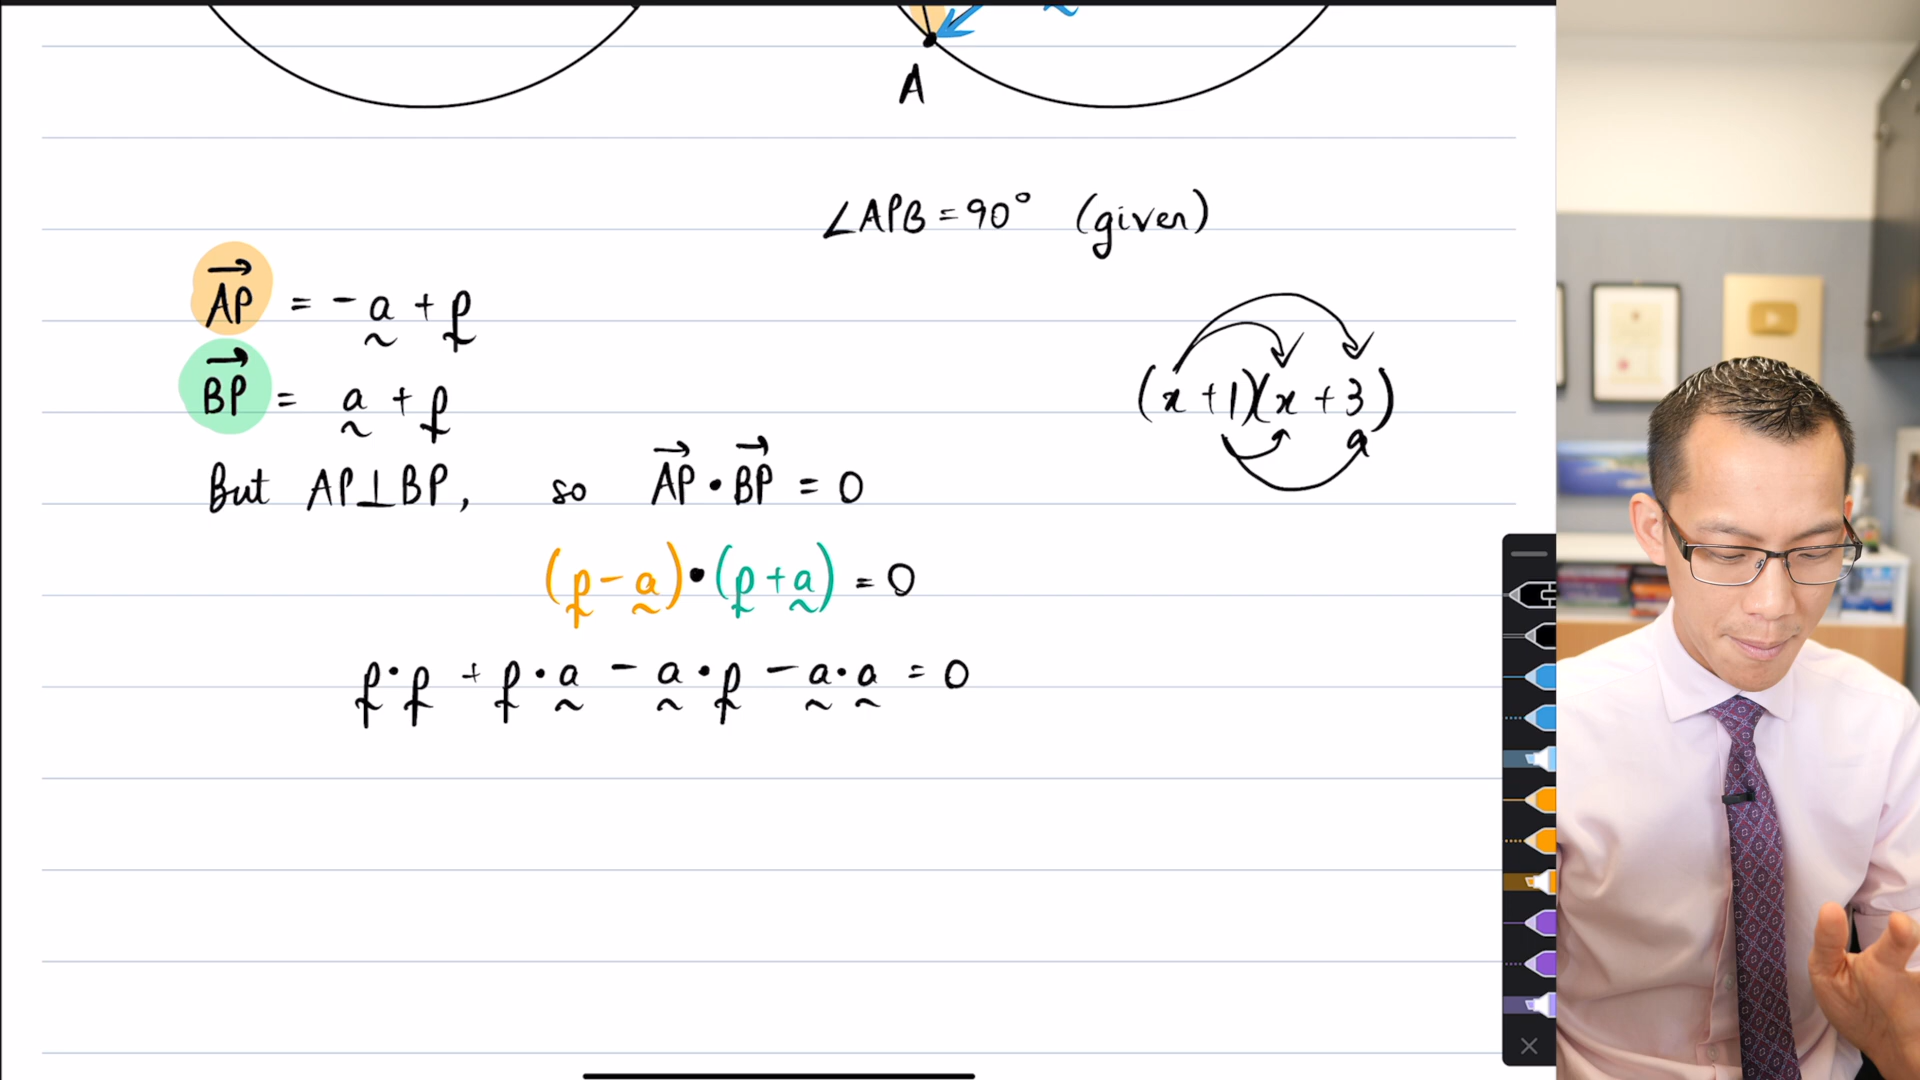 A
∠APB = 90° (given)
AP→ = -a̰ + p̰
BP→ = a̰ + p̰
(x + 1)(x + 3)
But AP⊥BP, so AP→ • BP→ = 0
(p̰ - a̰) • (p̰ + a̰) = 0
p̰ • p̰ + p̰ • a̰ - a̰ • p̰ - a̰ • a̰ = 0